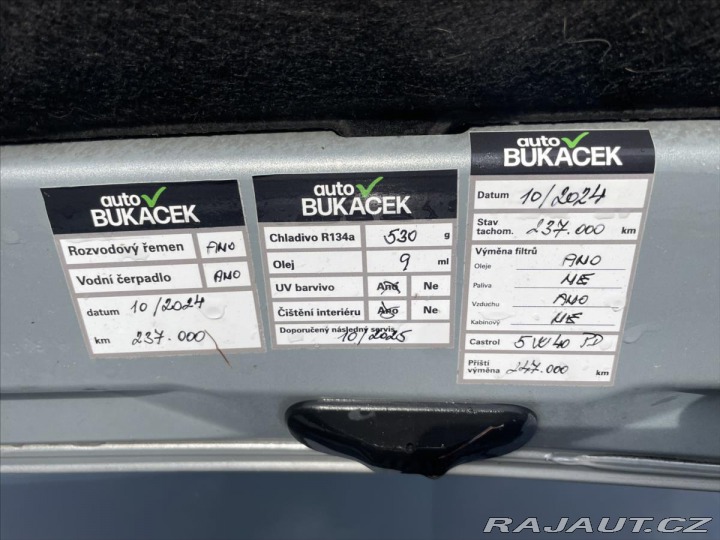 auto
BUKÁČEK
Rozvodový řemen ANO
Vodní čerpadlo ANO
datum 10/2024
km 237.000
auto
BUKÁČEK
Chladivo R134a 530 g
Olej 9 ml
UV barvivo Ano Ne
Čištění interiéru Ano Ne
Doporučený následný servis
10/2025
auto
BUKÁČEK
Datum 10/2024
Stav
tachom. 237.000 km
Výměna filtrů
Oleje ANO
Paliva NE
Vzduchu ANO
Kabinový NE
Castrol 5W40 PD
Příští
výměna 247.000 km
RAJAUT.CZ